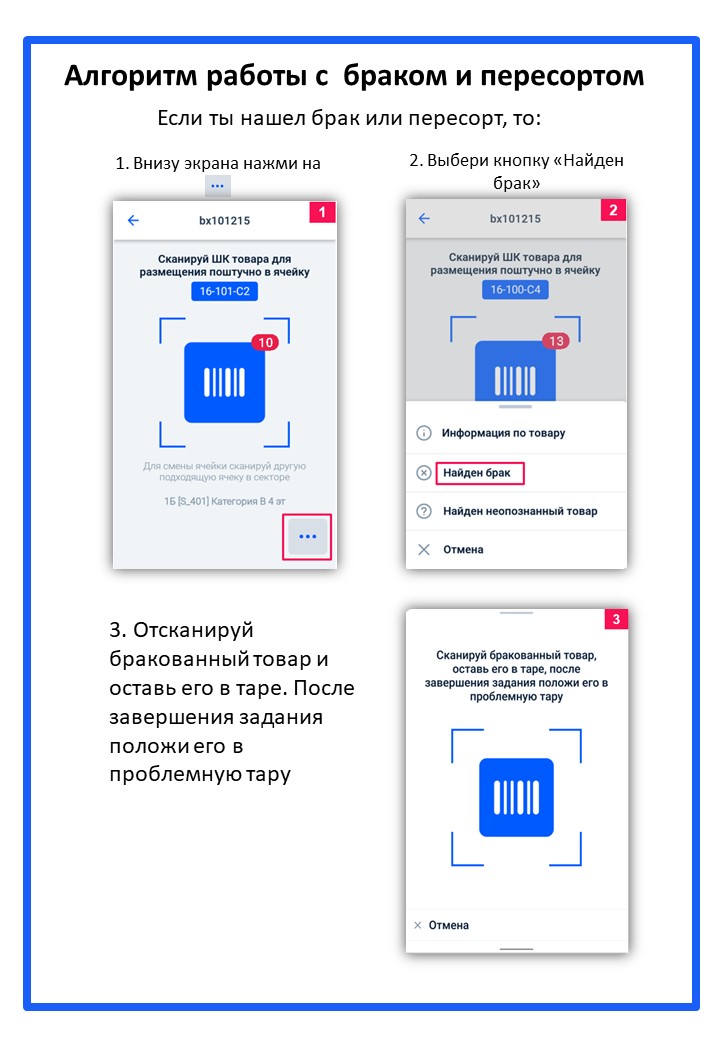 Алгоритм работы с браком и пересортом
Если ты нашел брак или пересорт, то:
1. Внизу экрана нажми на
...
2. Выбери кнопку «Найден
брак»
1
bx101215
Сканируй ШК товара для
размещения поштучно в ячейку
16-101-C2
10
Для смены ячейки сканируй другую
подходящую ячеку в секторе
1Б [S_401] Категория B 4 эт
...
2
bx101215
Сканируй ШК товара для
размещения поштучно в ячейку
16-100-C4
13
Информация по товару
Найден брак
Найден неопознанный товар
Отмена
3. Отсканируй
бракованный товар и
оставь его в таре. После
завершения задания
положи его в
проблемную тару
3
Сканируй бракованный товар,
оставь его в таре, после
завершения задания положи его в
проблемную тару
Отмена